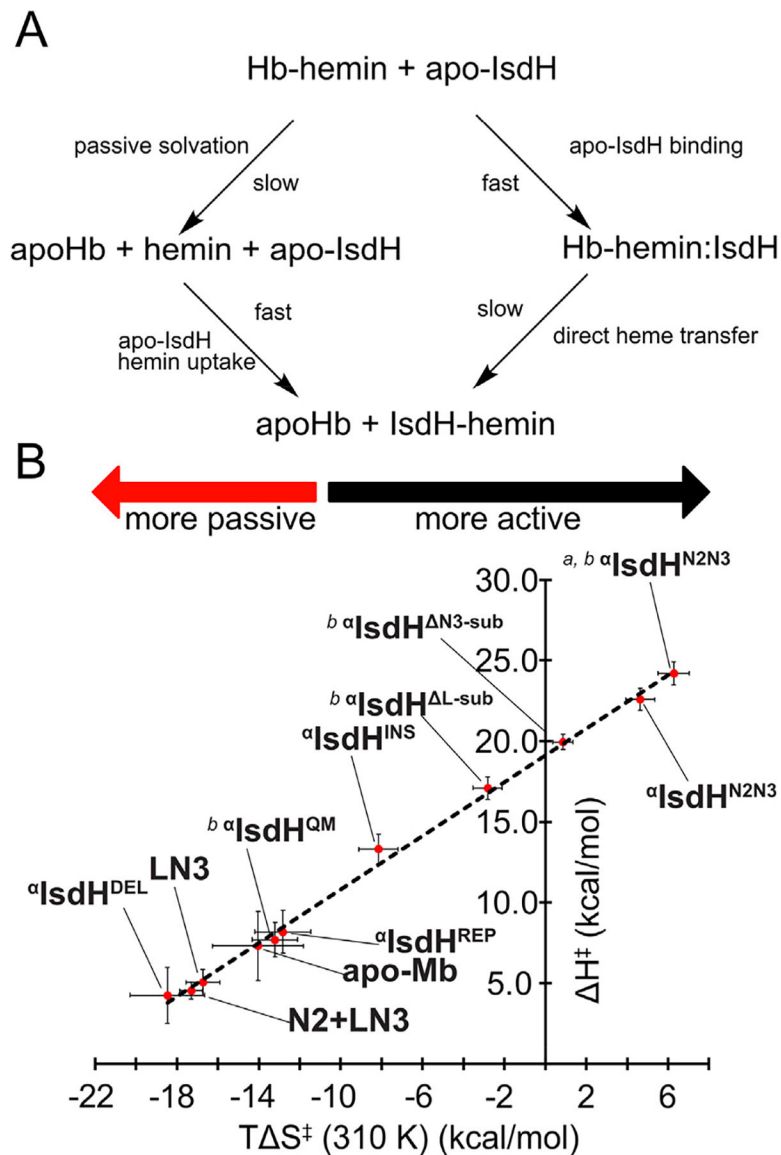 A
Hb-hemin + apo-IsdH
passive solvation
apo-IsdH binding
slow
fast
apoHb + hemin + apo-IsdH
Hb-hemin:IsdH
apo-IsdH
hemin uptake
fast
slow
direct heme transfer
apoHb + IsdH-hemin
B
more passive
more active
a, b αIsdHN2N3
b αIsdHΔN3-sub
b αIsdHΔL-sub
αIsdHINS
αIsdHN2N3
b αIsdHQM
LN3
αIsdHDEL
αIsdHREP
apo-Mb
N2+LN3
30.0
25.0
20.0
15.0
10.0
5.0
ΔH‡ (kcal/mol)
-22 -18 -14 -10 -6 -2 2 6
TΔS‡ (310 K) (kcal/mol)